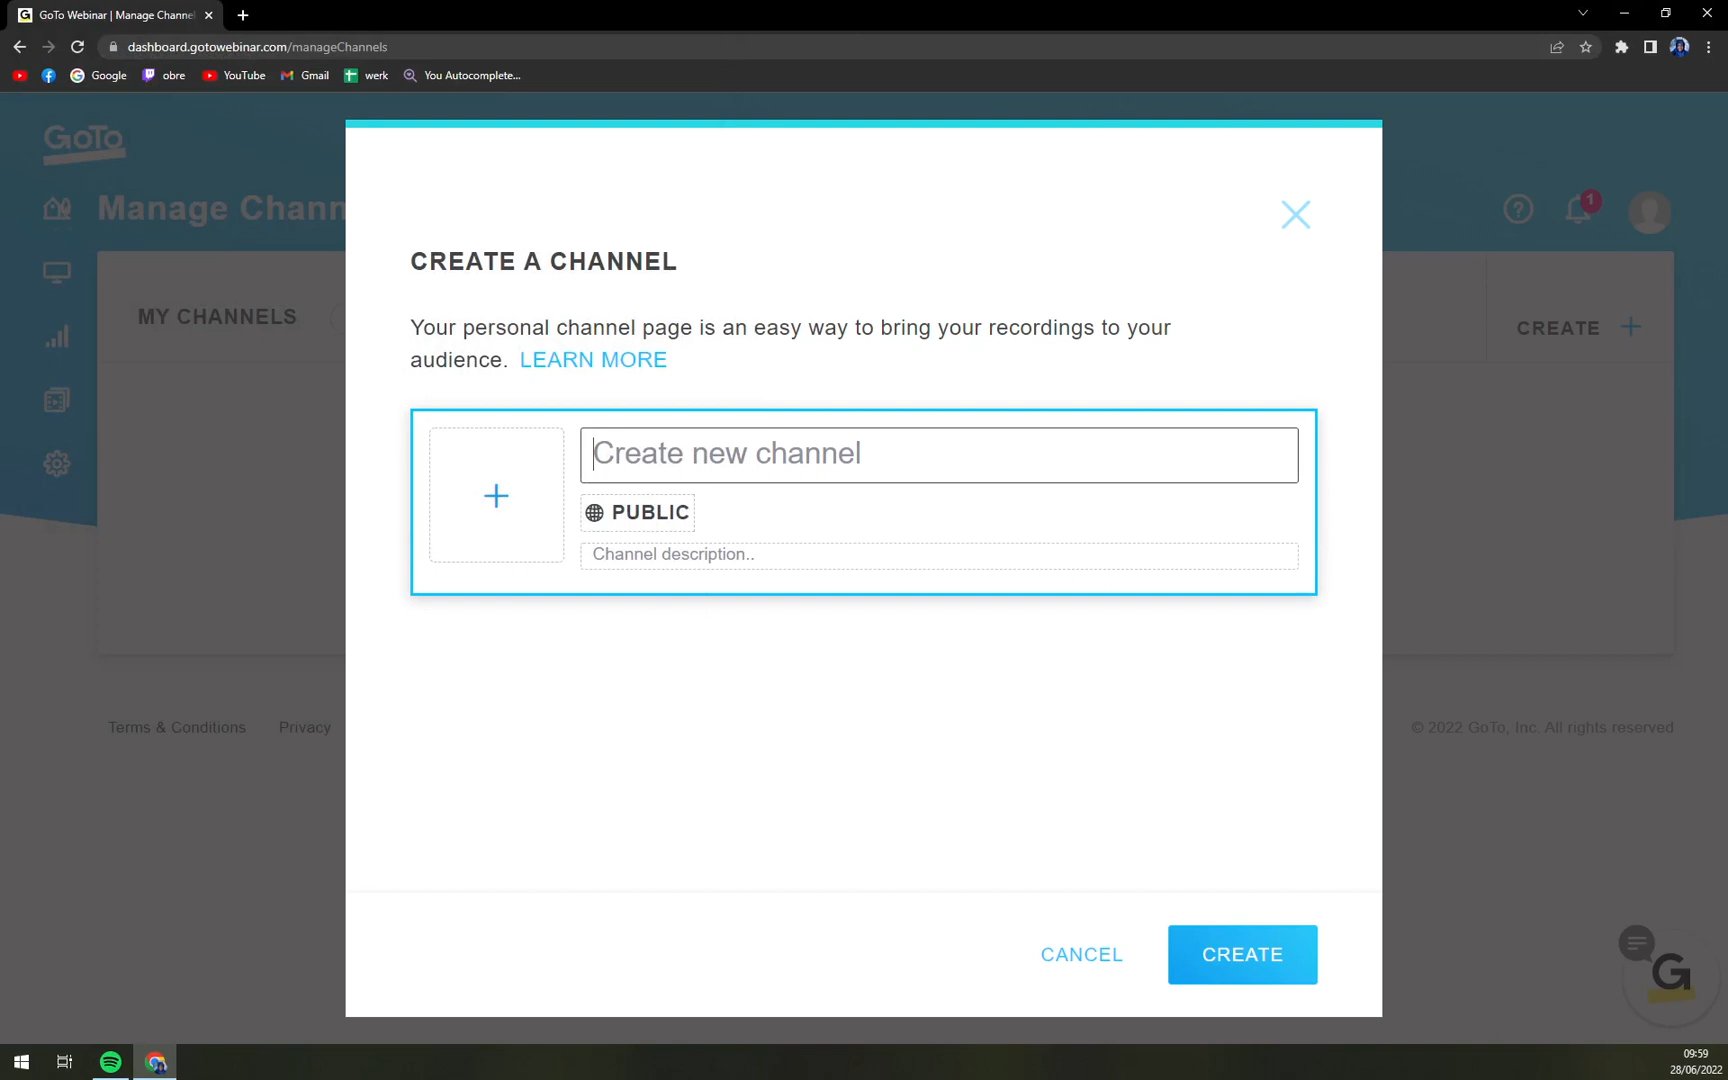 GoTo Webinar | Manage Channel
dashboard.gotowebinar.com/manageChannels
Google
obre
YouTube
Gmail
werk
You Autocomplete...
GoTo
Manage Chann
1
MY CHANNELS
CREATE
CREATE A CHANNEL
Your personal channel page is an easy way to bring your recordings to your
audience. LEARN MORE
Create new channel
PUBLIC
Channel description..
Terms & Conditions
Privacy
© 2022 GoTo, Inc. All rights reserved
CANCEL
CREATE
09:59
28/06/2022